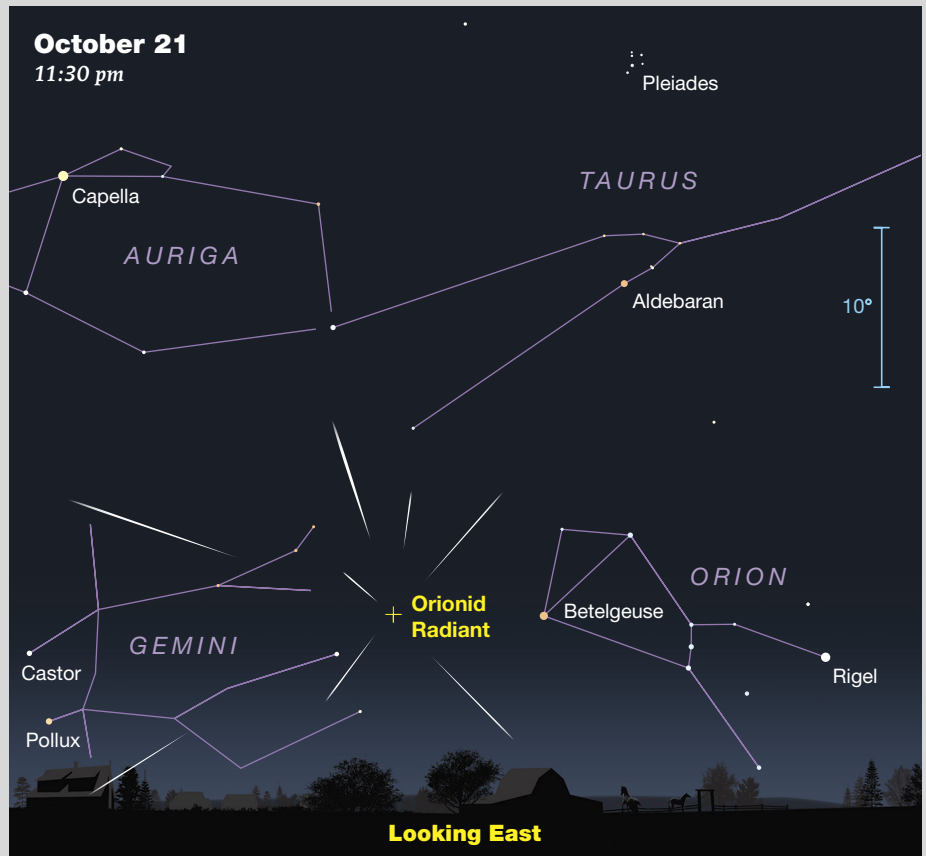 October 21
11:30 pm
Pleiades
TAURUS
Capella
AURIGA
Aldebaran
10°
ORION
Orionid
Radiant
Betelgeuse
GEMINI
Castor
Rigel
Pollux
Looking East